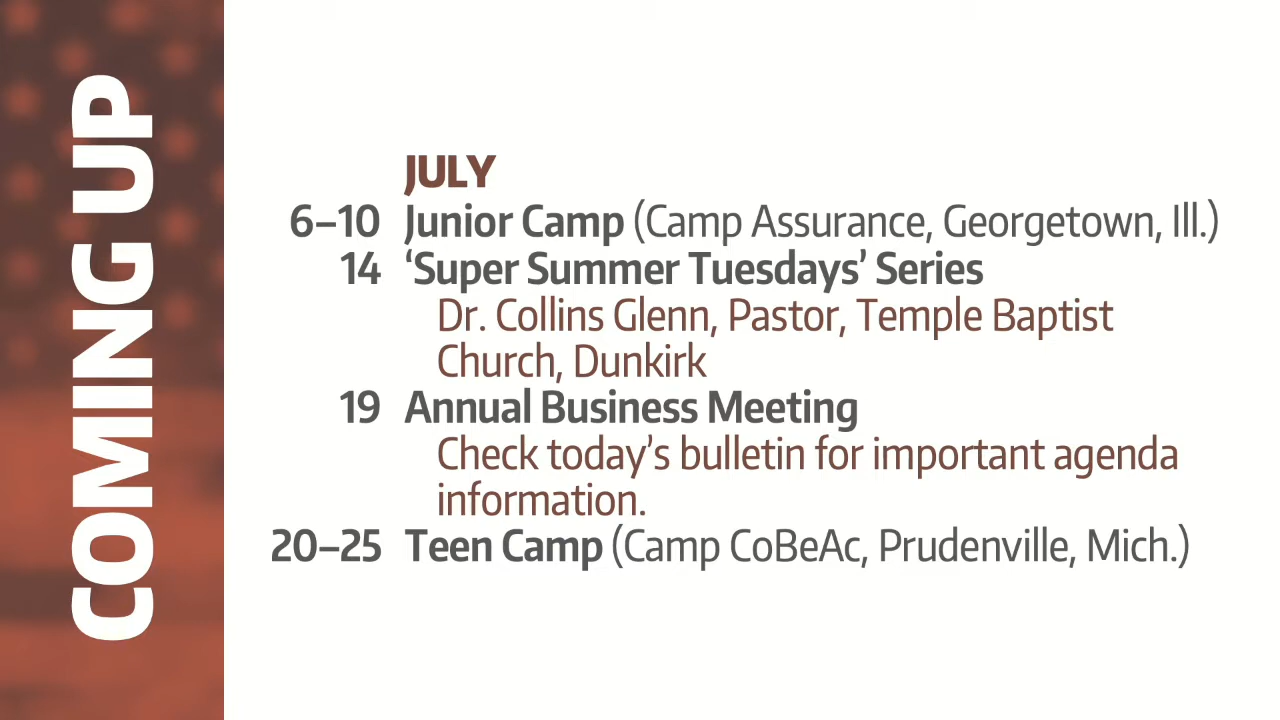 COMING UP
JULY
6–10 Junior Camp (Camp Assurance, Georgetown, Ill.)
14 ‘Super Summer Tuesdays’ Series
Dr. Collins Glenn, Pastor, Temple Baptist
Church, Dunkirk
19 Annual Business Meeting
Check today’s bulletin for important agenda
information.
20–25 Teen Camp (Camp CoBeAc, Prudenville, Mich.)